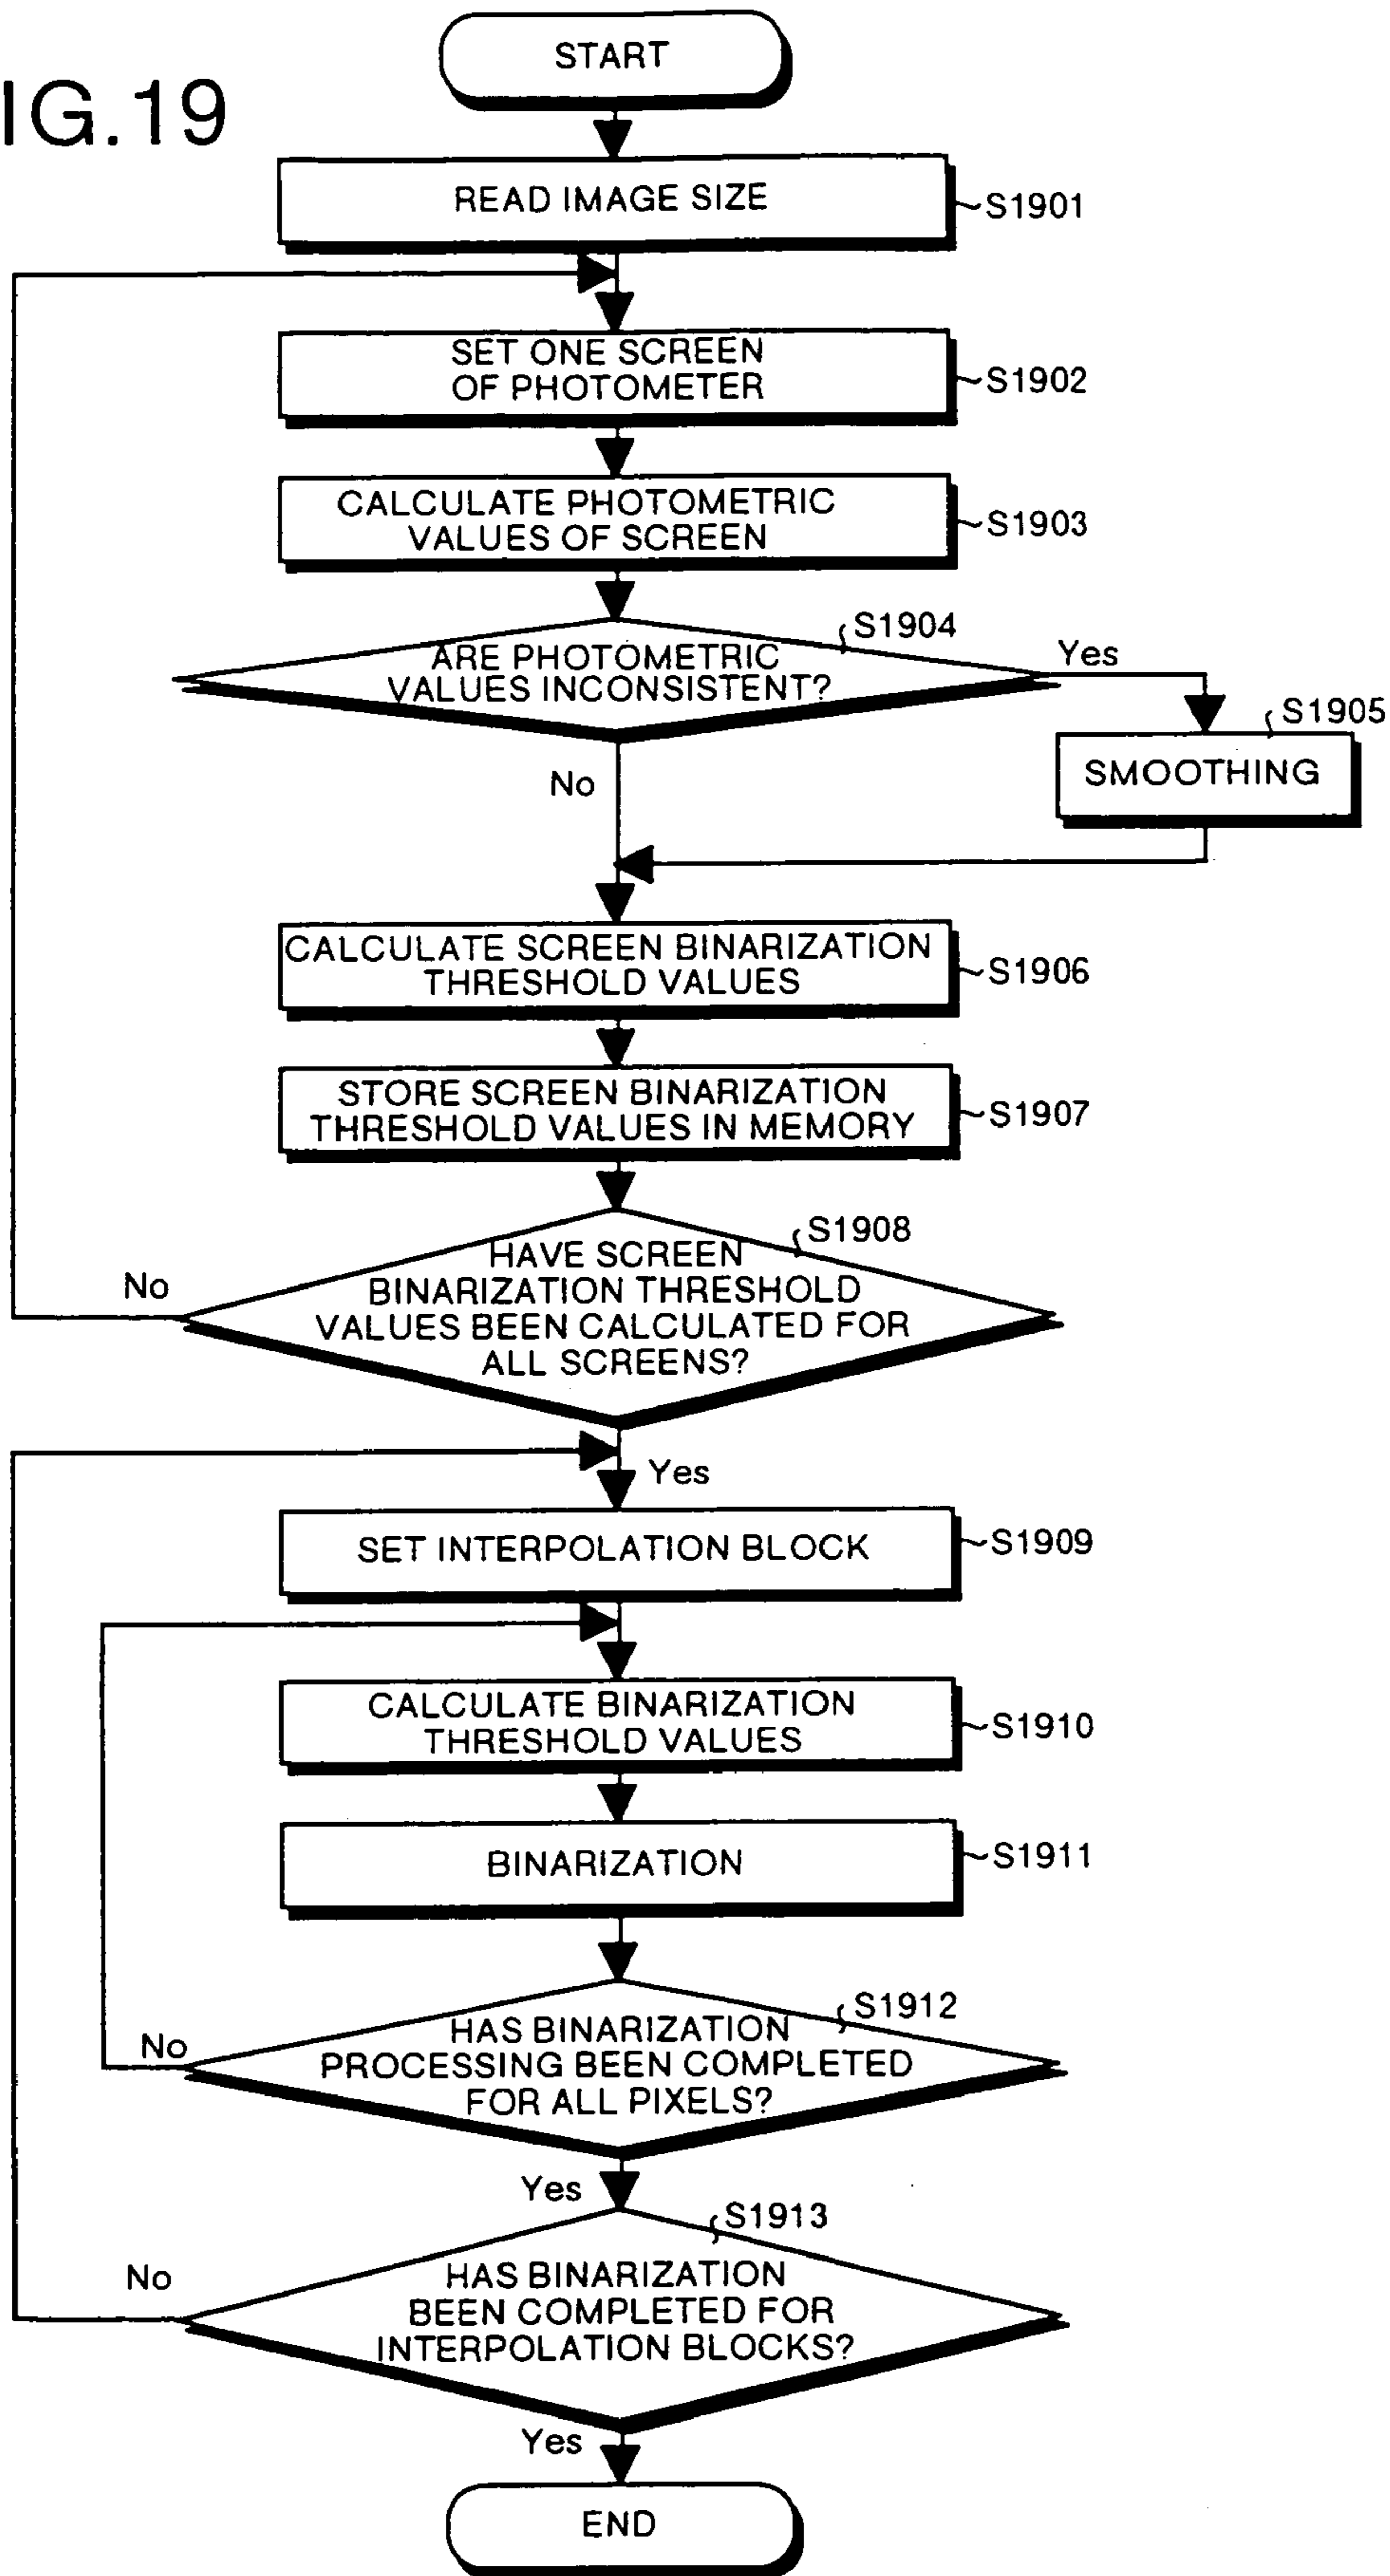 START
IG.19
READ IMAGE SIZE
S1901
SET ONE SCREEN
OF PHOTOMETER
S1902
CALCULATE PHOTOMETRIC
VALUES OF SCREEN
S1903
S1904
ARE PHOTOMETRIC
VALUES INCONSISTENT?
Yes
S1905
SMOOTHING
No
CALCULATE SCREEN BINARIZATION
THRESHOLD VALUES
S1906
STORE SCREEN BINARIZATION
THRESHOLD VALUES IN MEMORY
S1907
S1908
HAVE SCREEN
BINARIZATION THRESHOLD
VALUES BEEN CALCULATED FOR
ALL SCREENS?
No
Yes
SET INTERPOLATION BLOCK
S1909
CALCULATE BINARIZATION
THRESHOLD VALUES
S1910
BINARIZATION
S1911
S1912
HAS BINARIZATION
PROCESSING BEEN COMPLETED
FOR ALL PIXELS?
No
Yes
S1913
HAS BINARIZATION
BEEN COMPLETED FOR
INTERPOLATION BLOCKS?
No
Yes
END